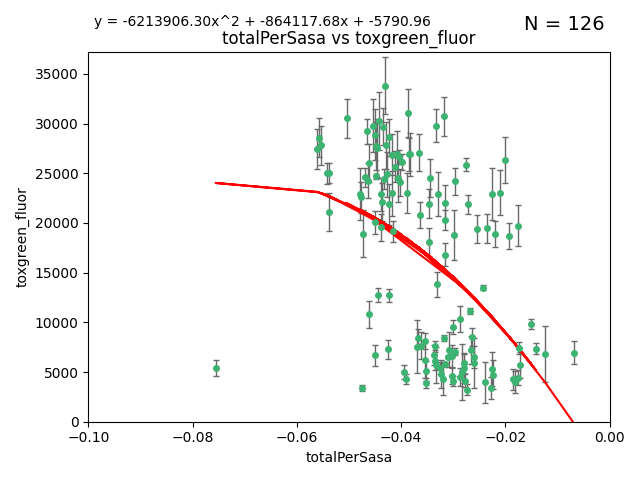 y = -6213906.30x^2 + -864117.68x + -5790.96
N = 126
totalPerSasa vs toxgreen_fluor
35000
30000
25000
20000
15000
10000
5000
0
toxgreen_fluor
−0.10
−0.08
−0.06
−0.04
−0.02
0.00
totalPerSasa